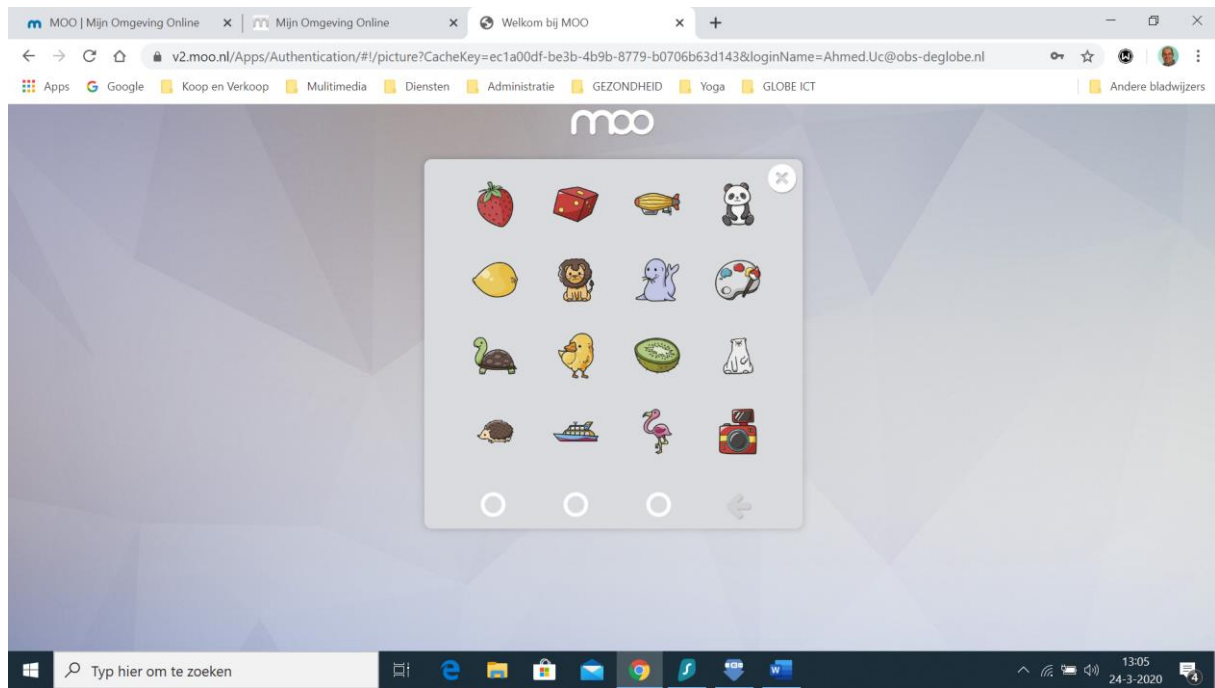 MOO | Mijn Omgeving Online
Mijn Omgeving Online
Welkom bij MOO
v2.moo.nl/Apps/Authentication/#!/picture?CacheKey=ec1a00df-be3b-4b9b-8779-b0706b63d143&loginName=Ahmed.Uc@obs-deglobe.nl
Apps Google Koop en Verkoop Mulitimedia Diensten Administratie GEZONDHEID Yoga GLOBE ICT Andere bladwijzers
moo
Typ hier om te zoeken
13:05
24-3-2020
4